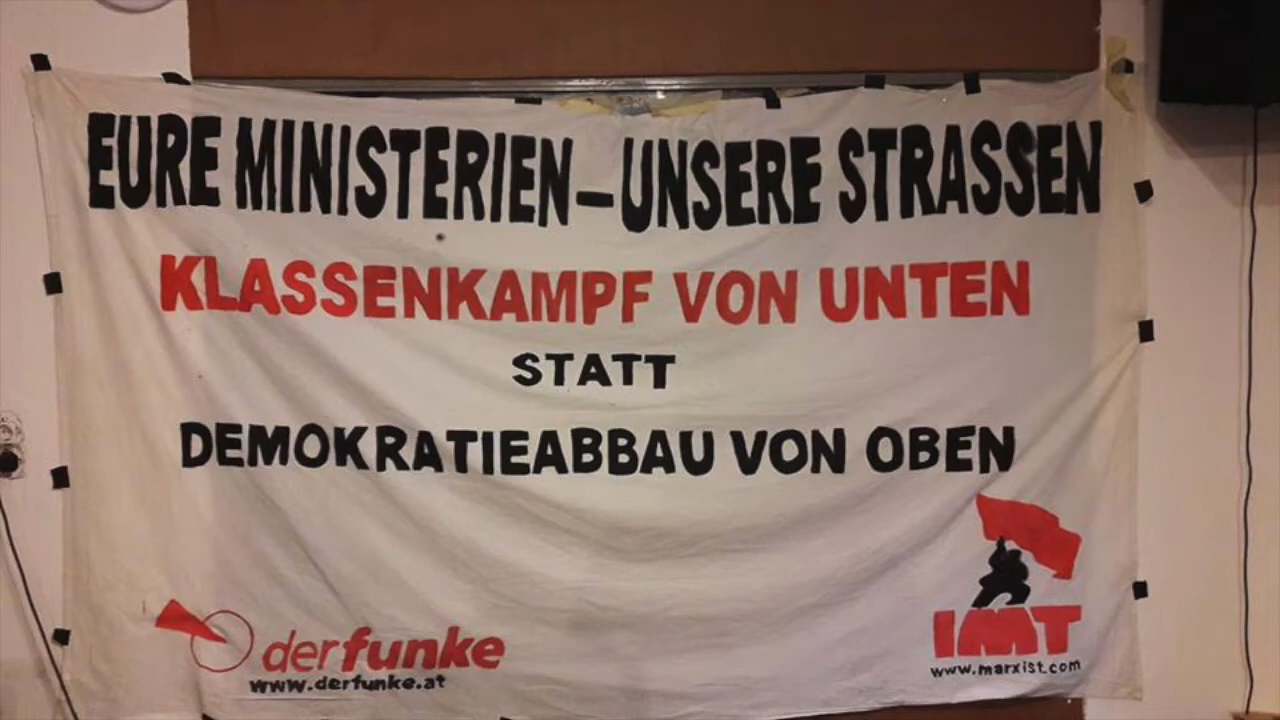 EURE MINISTERIEN – UNSERE STRASSEN
KLASSENKAMPF VON UNTEN
STATT
DEMOKRATIEABBAU VON OBEN
derfunke
www.derfunke.at
IMT
www.marxist.com